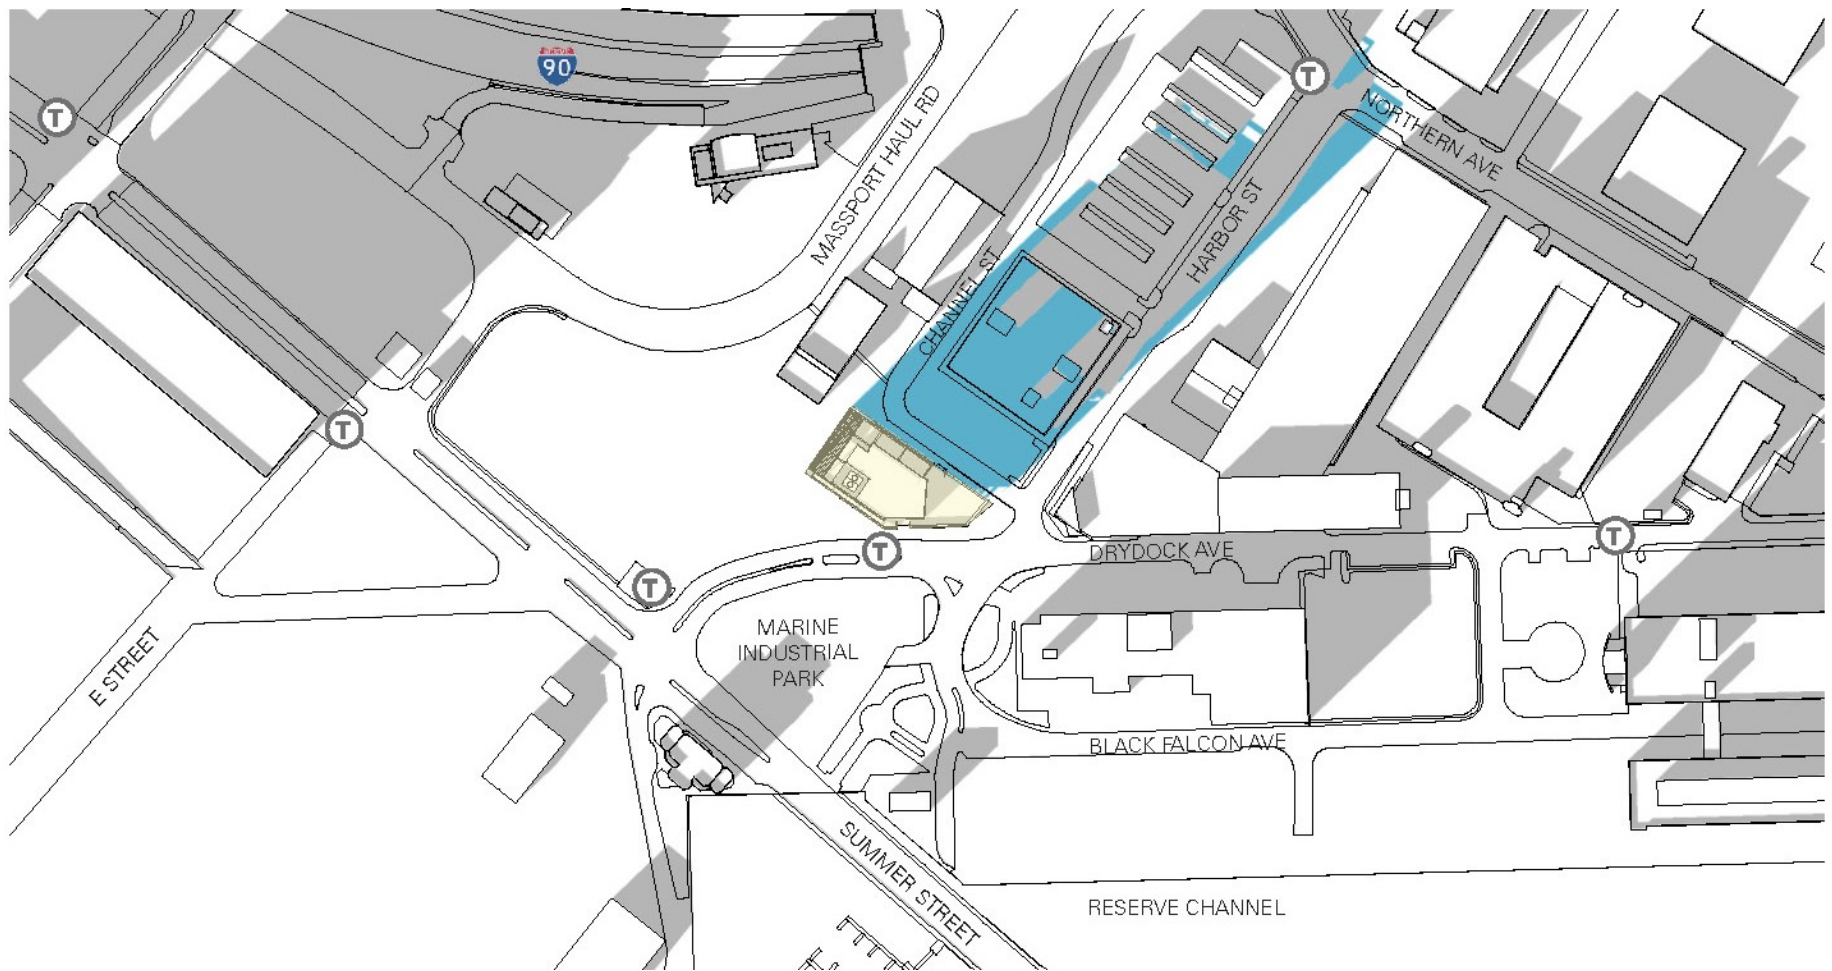 90
T
T
NORTHERN AVE
MASSPORT HAUL RD
HARBOR ST
CHANNEL ST
T
T
T
DRYDOCK AVE
T
MARINE
INDUSTRIAL
PARK
E STREET
BLACK FALCON AVE
SUMMER STREET
RESERVE CHANNEL